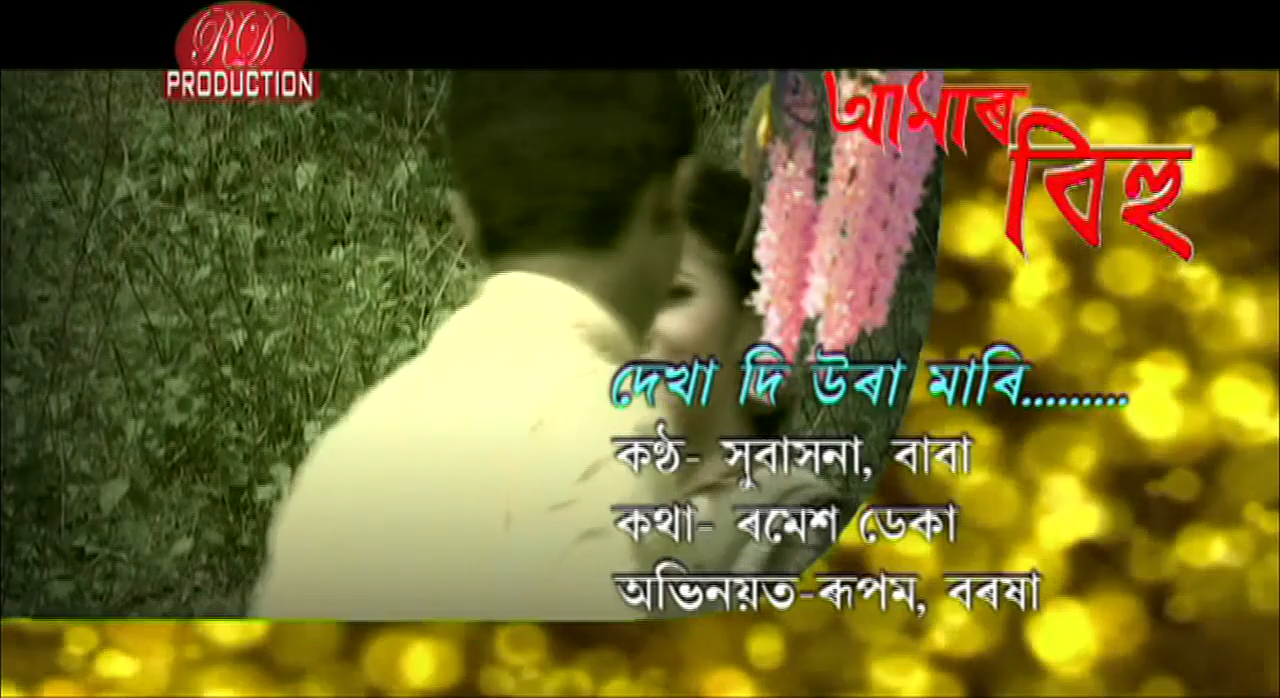 RD
PRODUCTION
আমাৰ
বিহু
দেখা দি উৰা মাৰি.........
কণ্ঠ- সুবাসনা, বাবা
কথা- ৰমেশ ডেকা
অভিনয়ত-ৰূপম, বৰষা